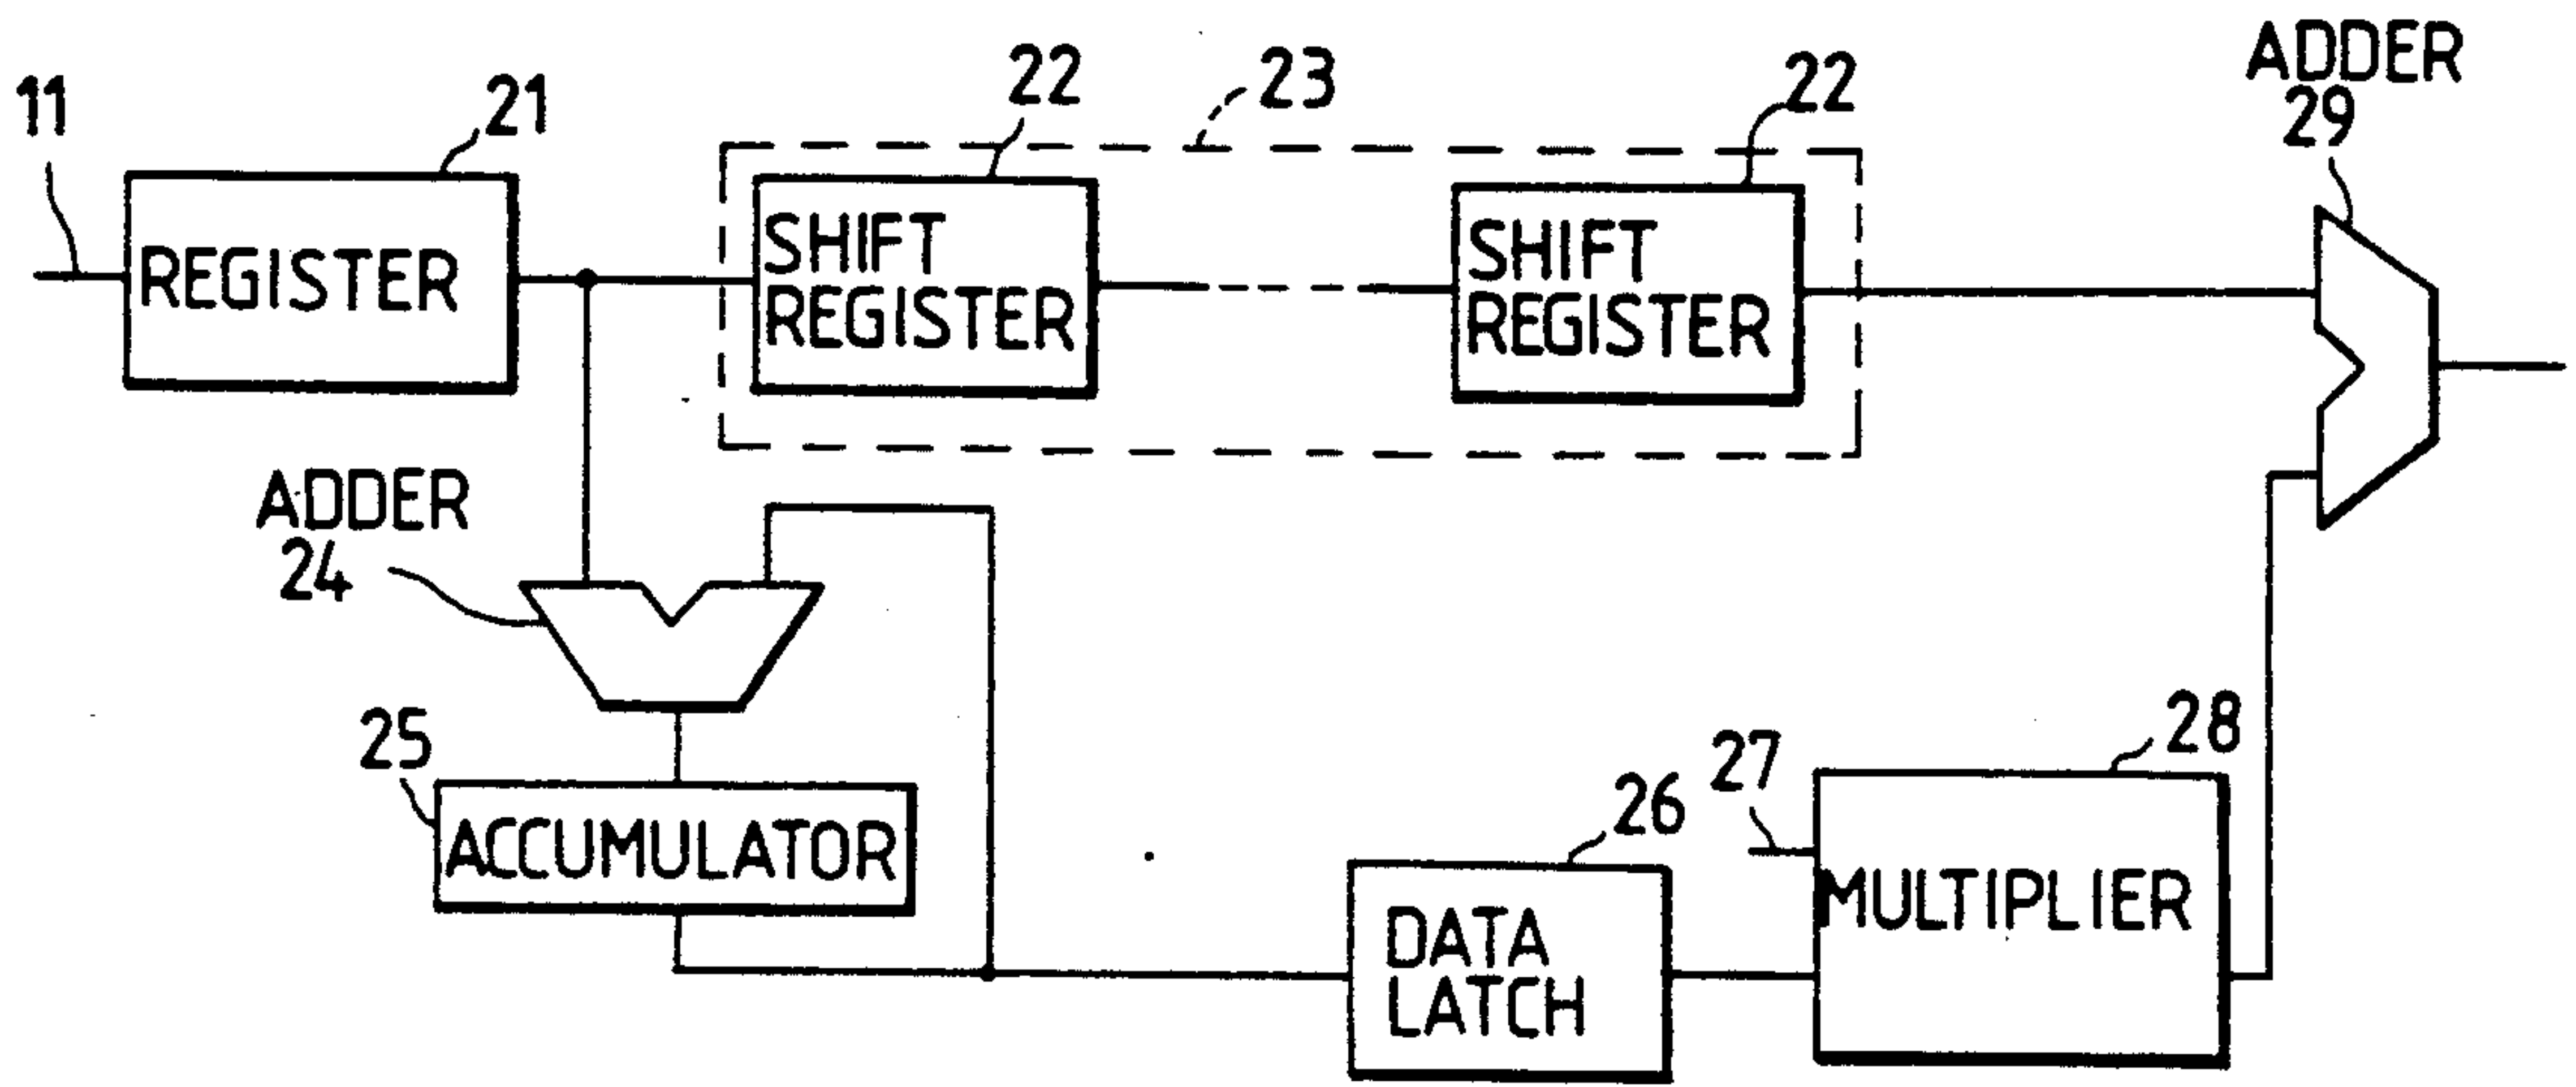 11
21
22
23
22
ADDER
29
REGISTER
SHIFT
REGISTER
SHIFT
REGISTER
ADDER
24
25
ACCUMULATOR
26
DATA
LATCH
27
28
MULTIPLIER